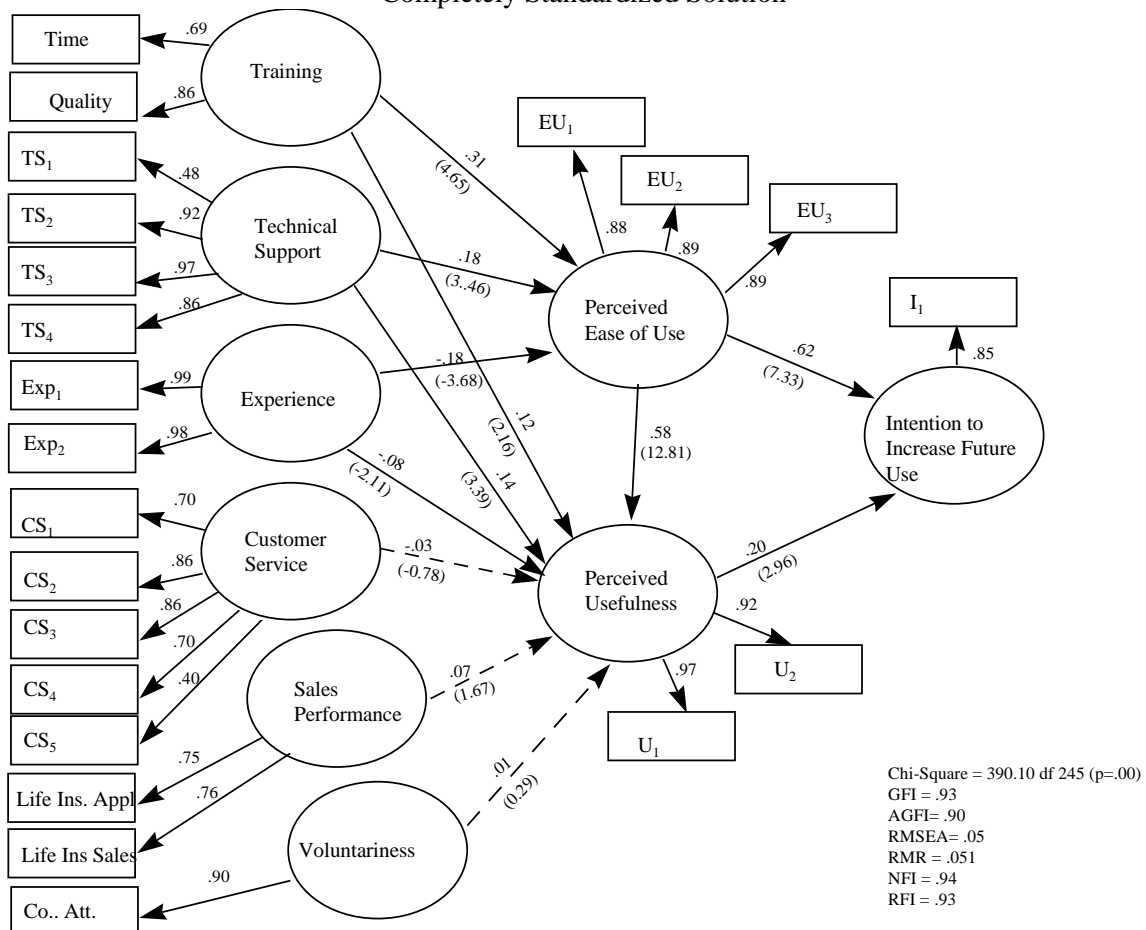 Completely Standardized Solution
Time
.69
Training
Quality
.86
TS1
.48
TS2
.92
Technical
Support
TS3
.97
TS4
.86
Exp1
.99
Experience
Exp2
.98
CS1
.70
Customer
Service
CS2
.86
CS3
.86
CS4
.70
CS5
.40
Sales
Performance
Life Ins. Appl
.75
Life Ins Sales
.76
Voluntariness
Co.. Att.
.90
.31
(4.65)
.18
(3..46)
-.18
(-3.68)
.12
(2.16)
.14
(3.39)
-.08
(-2.11)
-.03
(-0.78)
.07
(1.67)
.01
(0.29)
EU1
.88
EU2
.89
EU3
.89
Perceived
Ease of Use
.58
(12.81)
Perceived
Usefulness
.97
U1
.92
U2
.62
(7.33)
.20
(2.96)
I1
.85
Intention to
Increase Future
Use
Chi-Square = 390.10 df 245 (p=.00)
GFI = .93
AGFI= .90
RMSEA= .05
RMR = .051
NFI = .94
RFI = .93